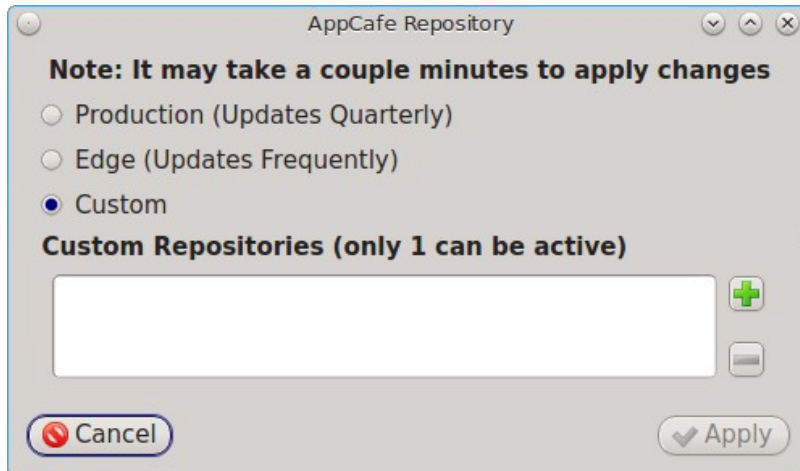 AppCafe Repository
Note: It may take a couple minutes to apply changes
Production (Updates Quarterly)
Edge (Updates Frequently)
Custom
Custom Repositories (only 1 can be active)
Cancel Apply